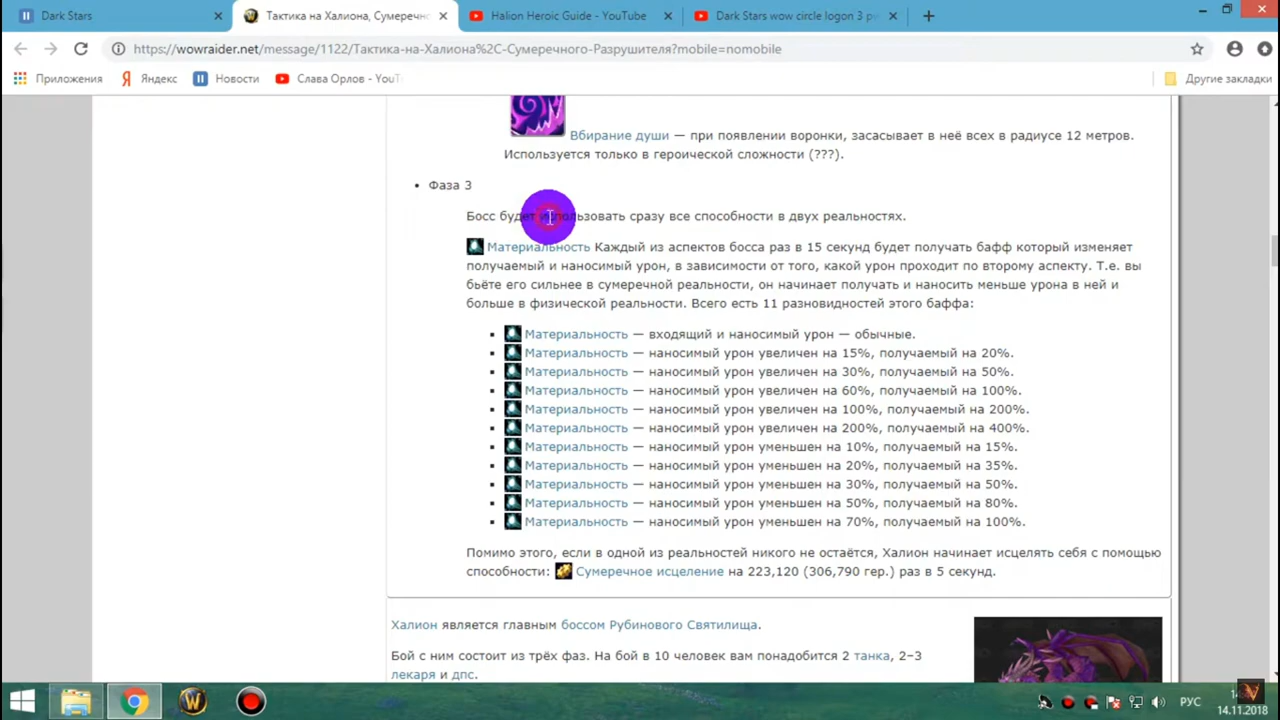 Dark Stars
Тактика на Халиона, Сумеречно
Halion Heroic Guide - YouTube
Dark Stars wow circle logon 3 р
https://wowraider.net/message/1122/Тактика-на-Халиона%2C-Сумеречного-Разрушителя?mobile=nomobile
Приложения
Яндекс
Новости
Слава Орлов - YouT
Другие закладки
Вбирание души — при появлении воронки, засасывает в неё всех в радиусе 12 метров.
Используется только в героической сложности (???).
• Фаза 3
Босс будет использовать сразу все способности в двух реальностях.
Материальность Каждый из аспектов босса раз в 15 секунд будет получать бафф который изменяет
получаемый и наносимый урон, в зависимости от того, какой урон проходит по второму аспекту. Т.е. вы
бьёте его сильнее в сумеречной реальности, он начинает получать и наносить меньше урона в ней и
больше в физической реальности. Всего есть 11 разновидностей этого баффа:
Материальность — входящий и наносимый урон — обычные.
Материальность — наносимый урон увеличен на 15%, получаемый на 20%.
Материальность — наносимый урон увеличен на 30%, получаемый на 50%.
Материальность — наносимый урон увеличен на 60%, получаемый на 100%.
Материальность — наносимый урон увеличен на 100%, получаемый на 200%.
Материальность — наносимый урон увеличен на 200%, получаемый на 400%.
Материальность — наносимый урон уменьшен на 10%, получаемый на 15%.
Материальность — наносимый урон уменьшен на 20%, получаемый на 35%.
Материальность — наносимый урон уменьшен на 30%, получаемый на 50%.
Материальность — наносимый урон уменьшен на 50%, получаемый на 80%.
Материальность — наносимый урон уменьшен на 70%, получаемый на 100%.
Помимо этого, если в одной из реальностей никого не остаётся, Халион начинает исцелять себя с помощью
способности: Сумеречное исцеление на 223,120 (306,790 гер.) раз в 5 секунд.
Халион является главным боссом Рубинового Святилища.
Бой с ним состоит из трёх фаз. На бой в 10 человек вам понадобится 2 танка, 2–3
лекаря и дпс.
РУС
14.11.2018